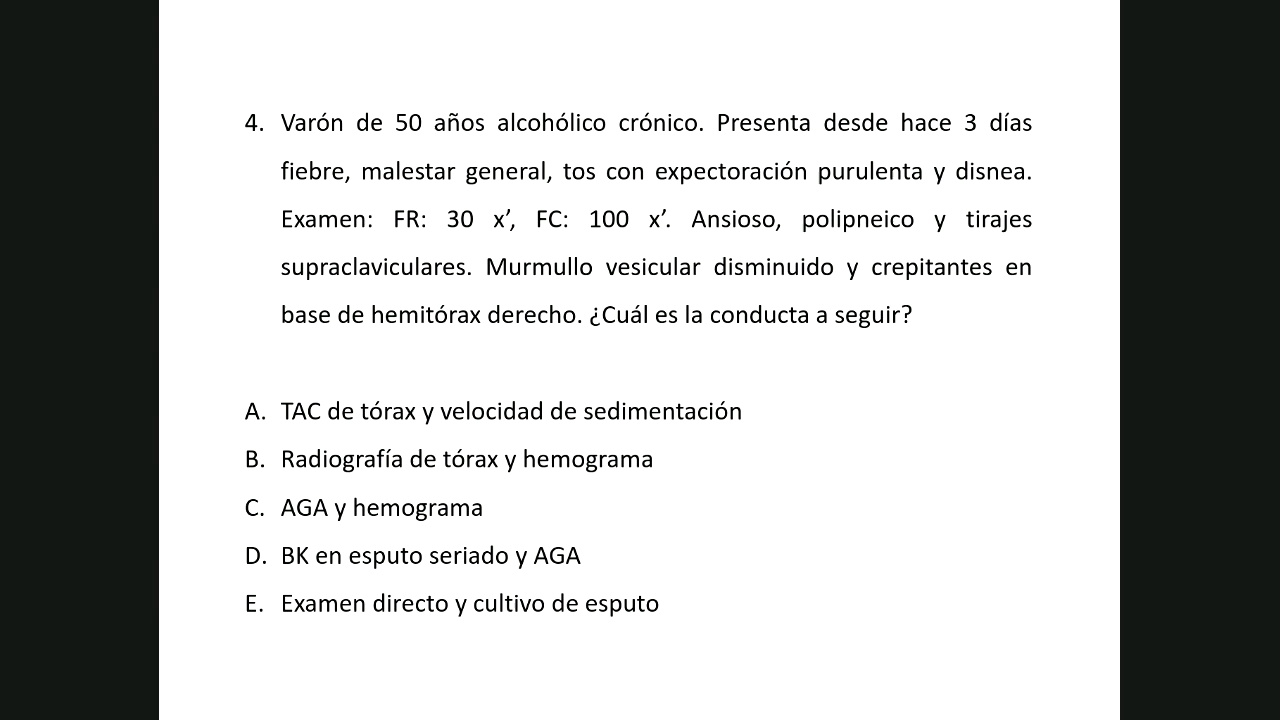 4. Varón de 50 años alcohólico crónico. Presenta desde hace 3 días
fiebre, malestar general, tos con expectoración purulenta y disnea.
Examen: FR: 30 x’, FC: 100 x’. Ansioso, polipneico y tirajes
supraclaviculares. Murmullo vesicular disminuido y crepitantes en
base de hemitórax derecho. ¿Cuál es la conducta a seguir?
A. TAC de tórax y velocidad de sedimentación
B. Radiografía de tórax y hemograma
C. AGA y hemograma
D. BK en esputo seriado y AGA
E. Examen directo y cultivo de esputo